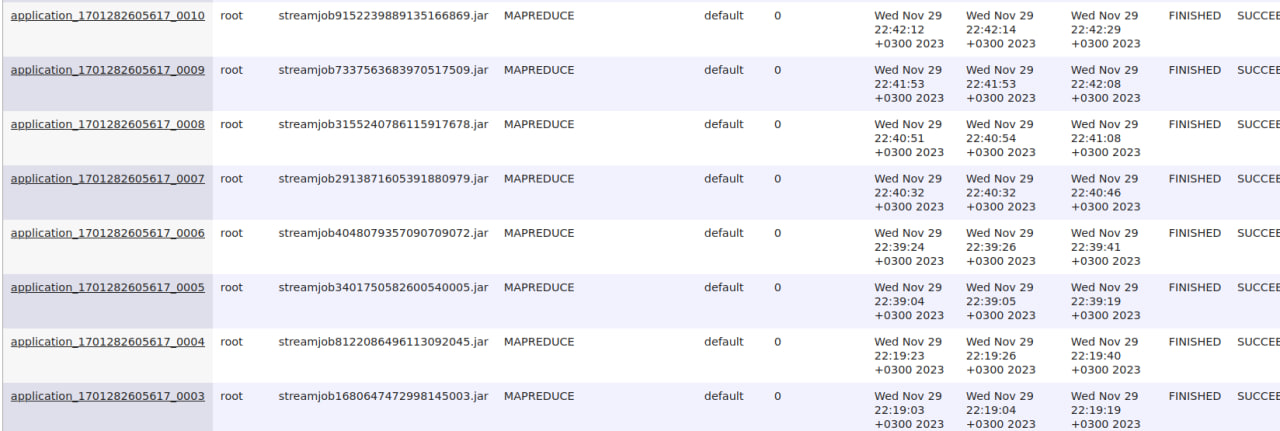 application_1701282605617_0010 root streamjob9152239889135166869.jar MAPREDUCE default 0 Wed Nov 29 Wed Nov 29 Wed Nov 29 FINISHED SUCCEE
22:42:12 22:42:14 22:42:29
+0300 2023 +0300 2023 +0300 2023
application_1701282605617_0009 root streamjob7337563683970517509.jar MAPREDUCE default 0 Wed Nov 29 Wed Nov 29 Wed Nov 29 FINISHED SUCCEE
22:41:53 22:41:53 22:42:08
+0300 2023 +0300 2023 +0300 2023
application_1701282605617_0008 root streamjob3155240786115917678.jar MAPREDUCE default 0 Wed Nov 29 Wed Nov 29 Wed Nov 29 FINISHED SUCCEE
22:40:51 22:40:54 22:41:08
+0300 2023 +0300 2023 +0300 2023
application_1701282605617_0007 root streamjob2913871605391880979.jar MAPREDUCE default 0 Wed Nov 29 Wed Nov 29 Wed Nov 29 FINISHED SUCCEE
22:40:32 22:40:32 22:40:46
+0300 2023 +0300 2023 +0300 2023
application_1701282605617_0006 root streamjob4048079357090709072.jar MAPREDUCE default 0 Wed Nov 29 Wed Nov 29 Wed Nov 29 FINISHED SUCCEE
22:39:24 22:39:26 22:39:41
+0300 2023 +0300 2023 +0300 2023
application_1701282605617_0005 root streamjob3401750582600540005.jar MAPREDUCE default 0 Wed Nov 29 Wed Nov 29 Wed Nov 29 FINISHED SUCCEE
22:39:04 22:39:05 22:39:19
+0300 2023 +0300 2023 +0300 2023
application_1701282605617_0004 root streamjob8122086496113092045.jar MAPREDUCE default 0 Wed Nov 29 Wed Nov 29 Wed Nov 29 FINISHED SUCCEE
22:19:23 22:19:26 22:19:40
+0300 2023 +0300 2023 +0300 2023
application_1701282605617_0003 root streamjob1680647472998145003.jar MAPREDUCE default 0 Wed Nov 29 Wed Nov 29 Wed Nov 29 FINISHED SUCCEE
22:19:03 22:19:04 22:19:19
+0300 2023 +0300 2023 +0300 2023